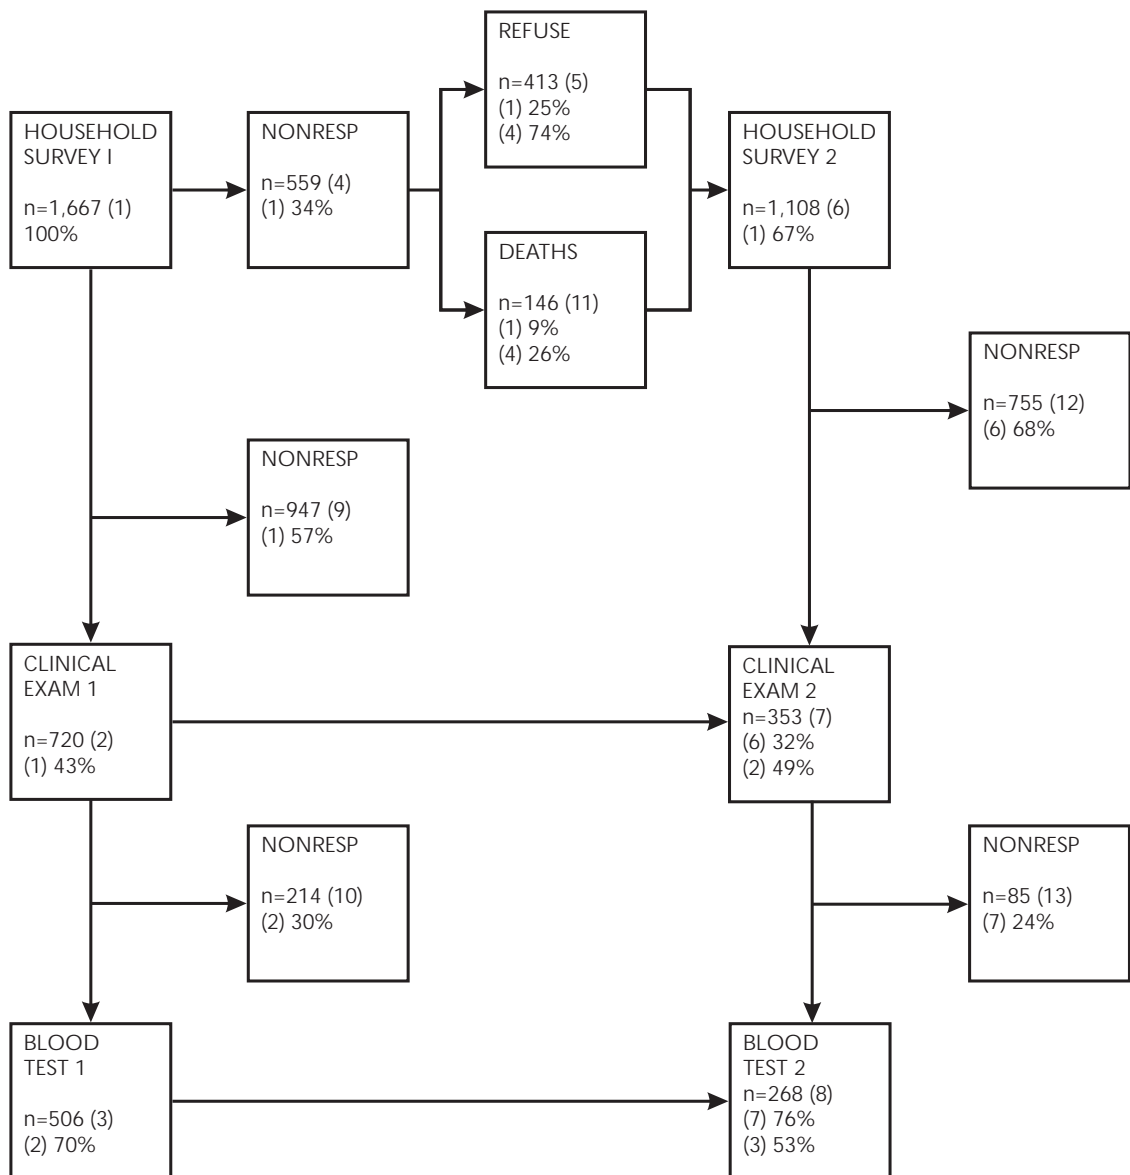 REFUSE
n=413 (5)
(1) 25%
(4) 74%
HOUSEHOLD
SURVEY I
n=1,667 (1)
100%
NONRESP
n=559 (4)
(1) 34%
HOUSEHOLD
SURVEY 2
n=1,108 (6)
(1) 67%
DEATHS
n=146 (11)
(1) 9%
(4) 26%
NONRESP
n=755 (12)
(6) 68%
NONRESP
n=947 (9)
(1) 57%
CLINICAL
EXAM 1
n=720 (2)
(1) 43%
CLINICAL
EXAM 2
n=353 (7)
(6) 32%
(2) 49%
NONRESP
n=214 (10)
(2) 30%
NONRESP
n=85 (13)
(7) 24%
BLOOD
TEST 1
n=506 (3)
(2) 70%
BLOOD
TEST 2
n=268 (8)
(7) 76%
(3) 53%